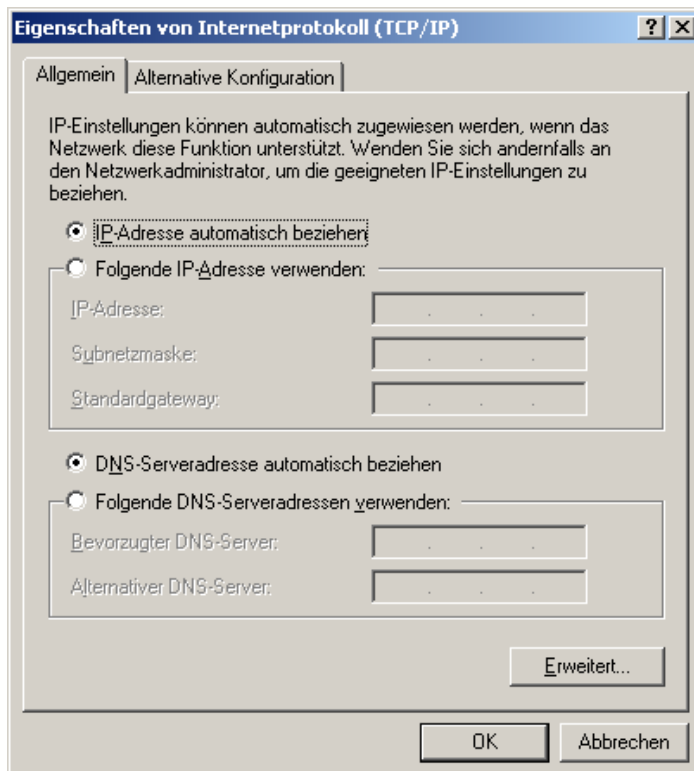 Eigenschaften von Internetprotokoll (TCP/IP)
Allgemein
Alternative Konfiguration
IP-Einstellungen können automatisch zugewiesen werden, wenn das
Netzwerk diese Funktion unterstützt. Wenden Sie sich andernfalls an
den Netzwerkadministrator, um die geeigneten IP-Einstellungen zu
beziehen.
IP-Adresse automatisch beziehen
Folgende IP-Adresse verwenden:
IP-Adresse:
Subnetzmaske:
Standardgateway:
DNS-Serveradresse automatisch beziehen
Folgende DNS-Serveradressen verwenden:
Bevorzugter DNS-Server:
Alternativer DNS-Server:
Erweitert...
OK
Abbrechen